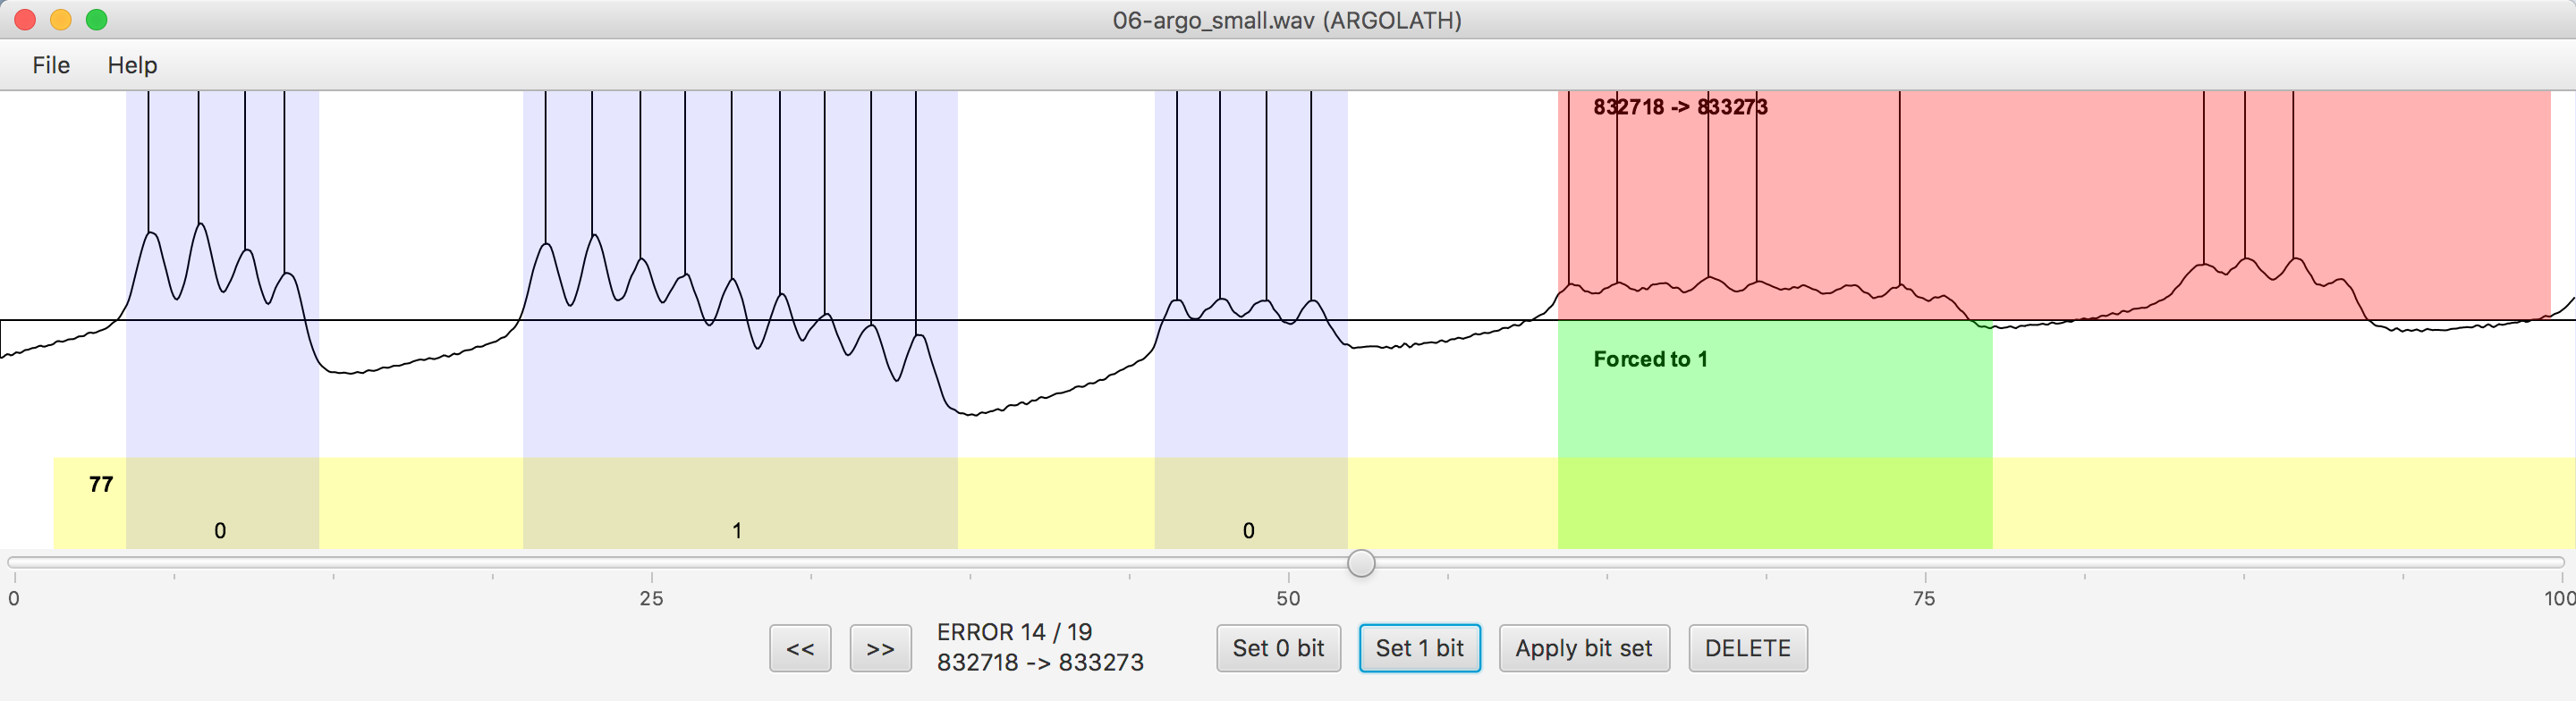 06-argo_small.wav (ARGOLATH)
File Help
832718 -> 833273
Forced to 1
77
0 1 0
0 25 50 75 100
<< >> ERROR 14 / 19
832718 -> 833273
Set 0 bit Set 1 bit Apply bit set DELETE